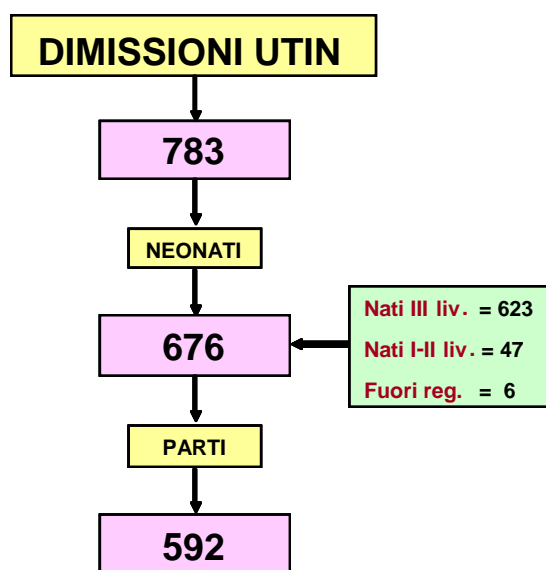 DIMISSIONI UTIN
783
NEONATI
676
Nati III liv. = 623
Nati I-II liv. = 47
Fuori reg. = 6
PARTI
592